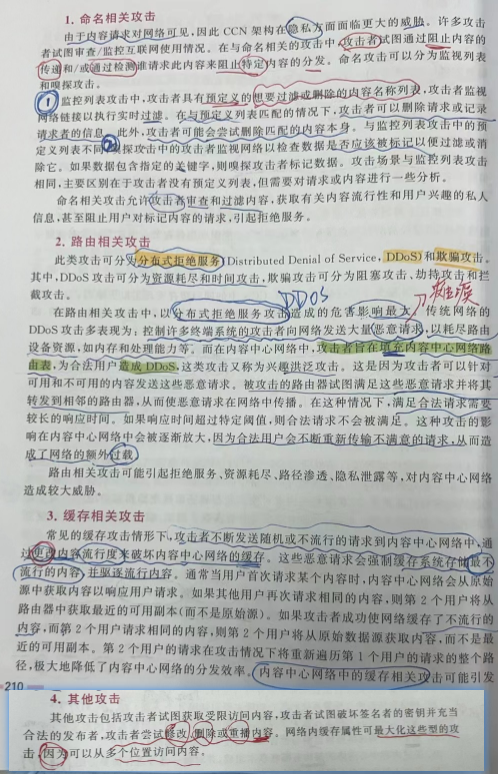 1. 命名相关攻击
由于内容请求对网络可见,因此 CCN 架构在隐私方面面临更大的威胁。许多攻击
者试图审查/监控互联网使用情况。在与命名相关的攻击中,攻击者试图通过阻止内容的
传递和/或通过检测谁请求此内容来阻止特定内容的分发。命名攻击可以分为监视列表
和嗅探攻击。
① 监控列表攻击中,攻击者具有预定义的想要过滤或删除的内容名称列表,攻击者监视
网络链接以执行实时过滤。在与预定义列表匹配的情况下,攻击者可以删除请求或记录
请求者的信息。此外,攻击者可能会尝试删除匹配的内容本身。与监控列表攻击中的预
定义列表不同②探攻击中的攻击者监视网络以检查数据是否应该被标记以便过滤或消
除它。如果数据包含指定的关键字,则嗅探攻击者标记数据。攻击场景与监控列表攻击
相同,主要区别在于攻击者没有预定义列表,但需要对请求或内容进行一些分析。
命名相关攻击允许攻击者审查和过滤内容,获取有关内容流行性和用户兴趣的私人
信息,甚至阻止用户对标记内容的请求,引起拒绝服务。
2. 路由相关攻击
此类攻击可分为分布式拒绝服务(Distributed Denial of Service, DDoS)和欺骗攻击。
其中,DDoS 攻击可分为资源耗尽和时间攻击,欺骗攻击可分为阻塞攻击、劫持攻击和拦
截攻击。
DDOS
在路由相关攻击中,以分布式拒绝服务攻击造成的危害影响最大,传统网络的
DDoS 攻击多表现为:控制许多终端系统的攻击者向网络发送大量恶意请求,以耗尽路由
设备资源,如内存和处理能力等。而在内容中心网络中,攻击者旨在填充内容中心网络路
由表,为合法用户造成 DDoS,这类攻击又称为兴趣洪泛攻击。这是因为攻击者可以针对
可用和不可用的内容发送这些恶意请求。被攻击的路由器试图满足这些恶意请求并将其
转发到相邻的路由器,从而使恶意请求在网络中传播。在这种情况下,满足合法请求需要
较长的响应时间。如果响应时间超过特定阈值,则合法请求不会被满足。这种攻击的影
响在内容中心网络中会被逐渐放大,因为合法用户会不断重新传输不满意的请求,从而造
成了网络的额外过载
路由相关攻击可能引起拒绝服务、资源耗尽、路径渗透、隐私泄露等,对内容中心网络
造成较大威胁。
3. 缓存相关攻击
常见的缓存攻击情形下,攻击者不断发送随机或不流行的请求到内容中心网络中,通
过更改内容流行度来破坏内容中心网络的缓存。这些恶意请求会强制缓存系统存储最不
流行的内容,并驱逐流行内容。通常当用户首次请求某个内容时,内容中心网络会从原始
源中获取内容以响应用户请求。如果其他用户再次请求相同的内容,则第 2 个用户将从
路由器中获取最近的可用副本(而不是原始源)。如果攻击者成功使网络缓存了不流行的
内容,而第 2 个用户请求相同的内容,则第 2 个用户将从原始数据源获取内容,而不是最
近的可用副本。第 2 个用户的请求在攻击情况下将重新遍历第 1 个用户的请求的整个路
径,极大地降低了内容中心网络的分发效率。内容中心网络中的缓存相关攻击可能引发
210
4. 其他攻击
其他攻击包括攻击者试图获取受限访问内容,攻击者试图破坏签名者的密钥并充当
合法的发布者,攻击者尝试修改、删除或重播内容。网络内缓存属性可最大化这些型的攻
击,因为可以从多个位置访问内容。